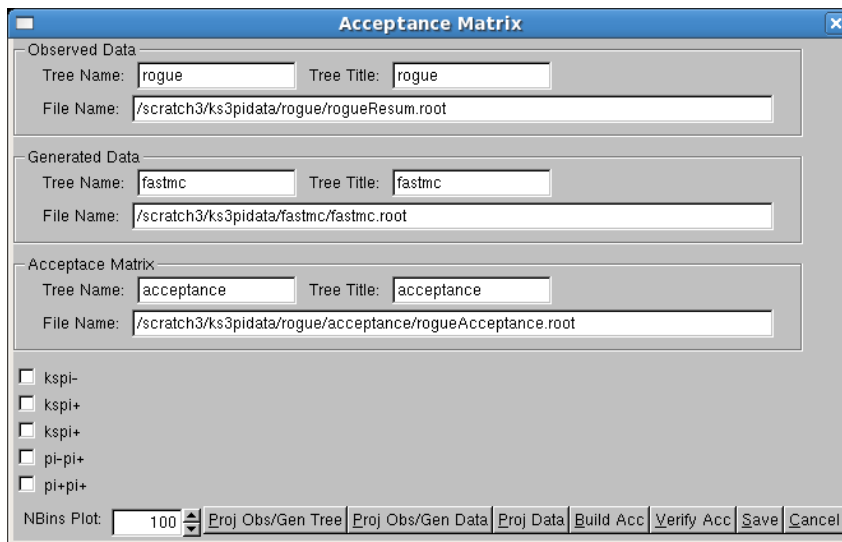 Acceptance Matrix
Observed Data
Tree Name: rogue Tree Title: rogue
File Name: /scratch3/ks3pidata/rogue/rogueResum.root
Generated Data
Tree Name: fastmc Tree Title: fastmc
File Name: /scratch3/ks3pidata/fastmc/fastmc.root
Acceptace Matrix
Tree Name: acceptance Tree Title: acceptance
File Name: /scratch3/ks3pidata/rogue/acceptance/rogueAcceptance.root
kspi-
kspi+
kspi+
pi-pi+
pi+pi+
NBins Plot: 100 Proj Obs/Gen Tree Proj Obs/Gen Data Proj Data Build Acc Verify Acc Save Cancel